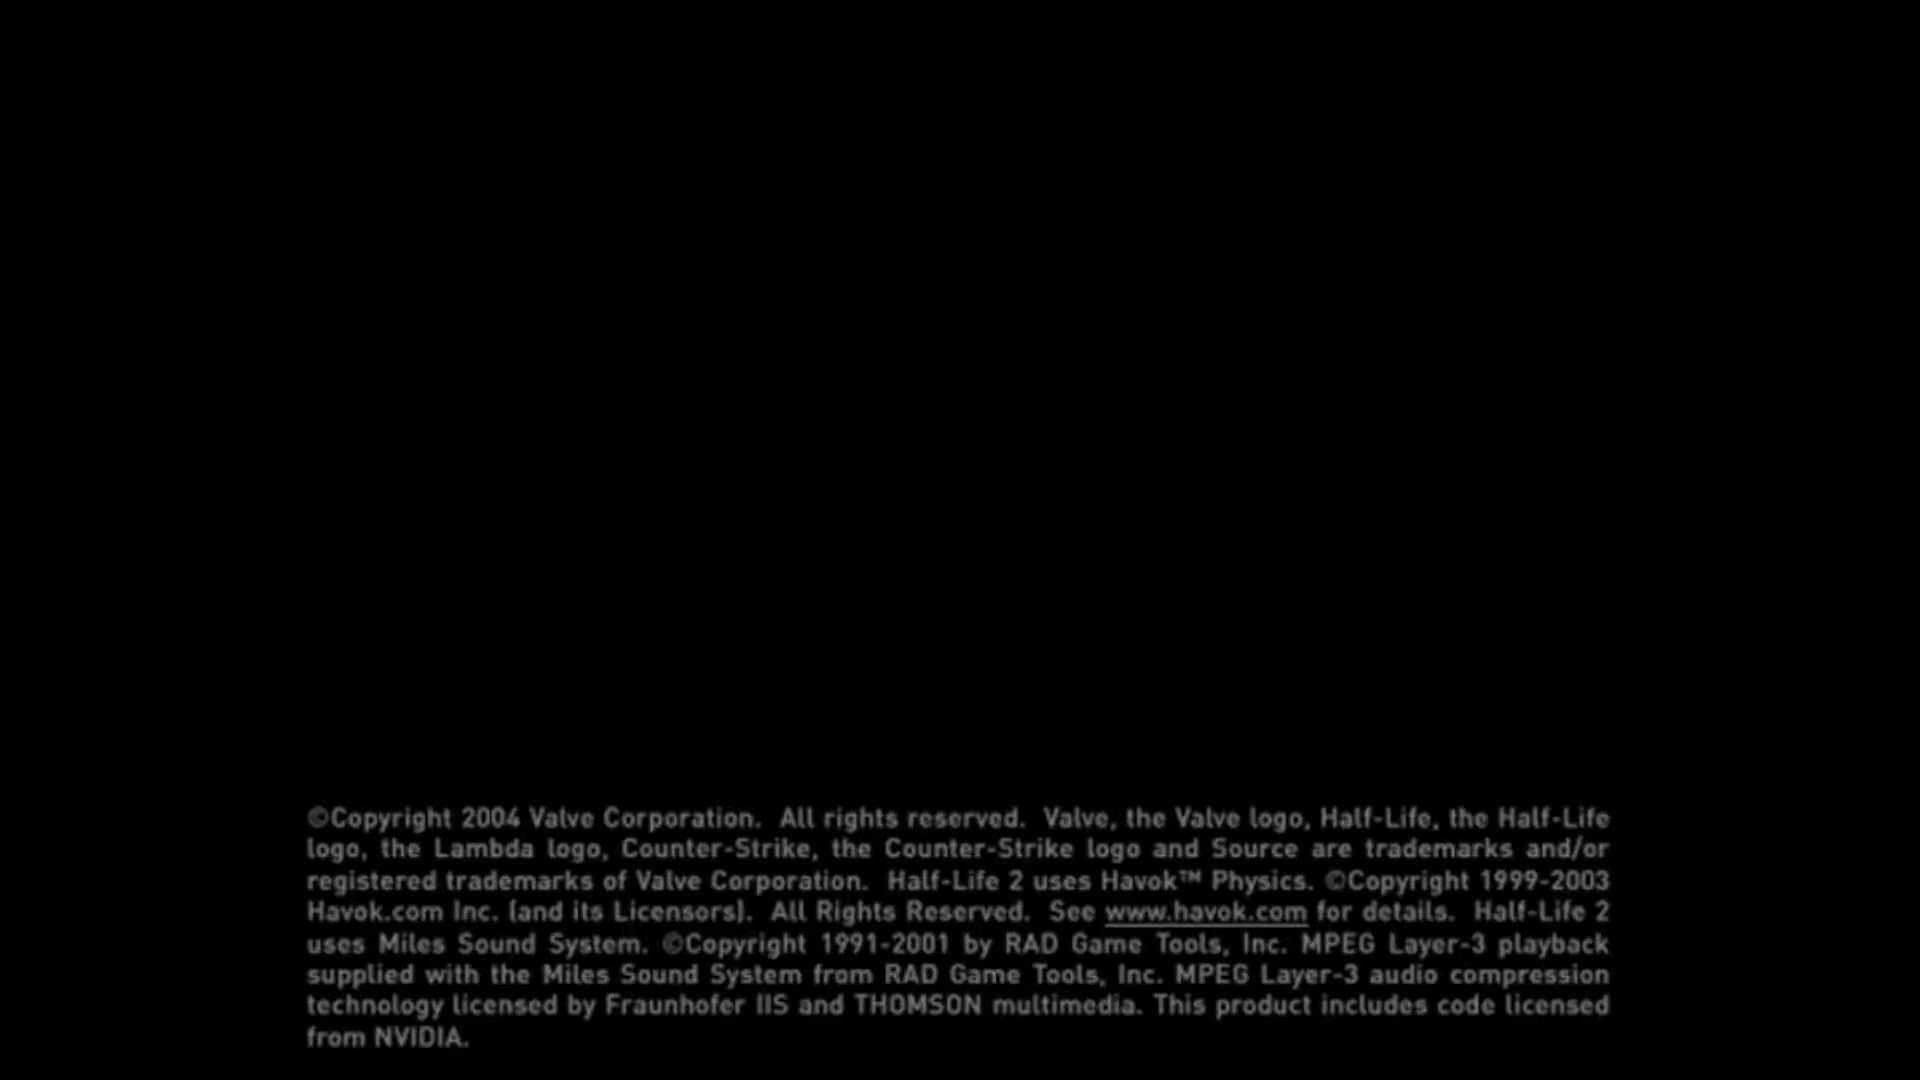 ©Copyright 2004 Valve Corporation.  All rights reserved.  Valve, the Valve logo, Half-Life, the Half-Life
logo, the Lambda logo, Counter-Strike, the Counter-Strike logo and Source are trademarks and/or
registered trademarks of Valve Corporation.  Half-Life 2 uses Havok™ Physics. ©Copyright 1999-2003
Havok.com Inc. (and its Licensors).  All Rights Reserved.  See www.havok.com for details.  Half-Life 2
uses Miles Sound System. ©Copyright 1991-2001 by RAD Game Tools, Inc. MPEG Layer-3 playback
supplied with the Miles Sound System from RAD Game Tools, Inc. MPEG Layer-3 audio compression
technology licensed by Fraunhofer IIS and THOMSON multimedia. This product includes code licensed
from NVIDIA.